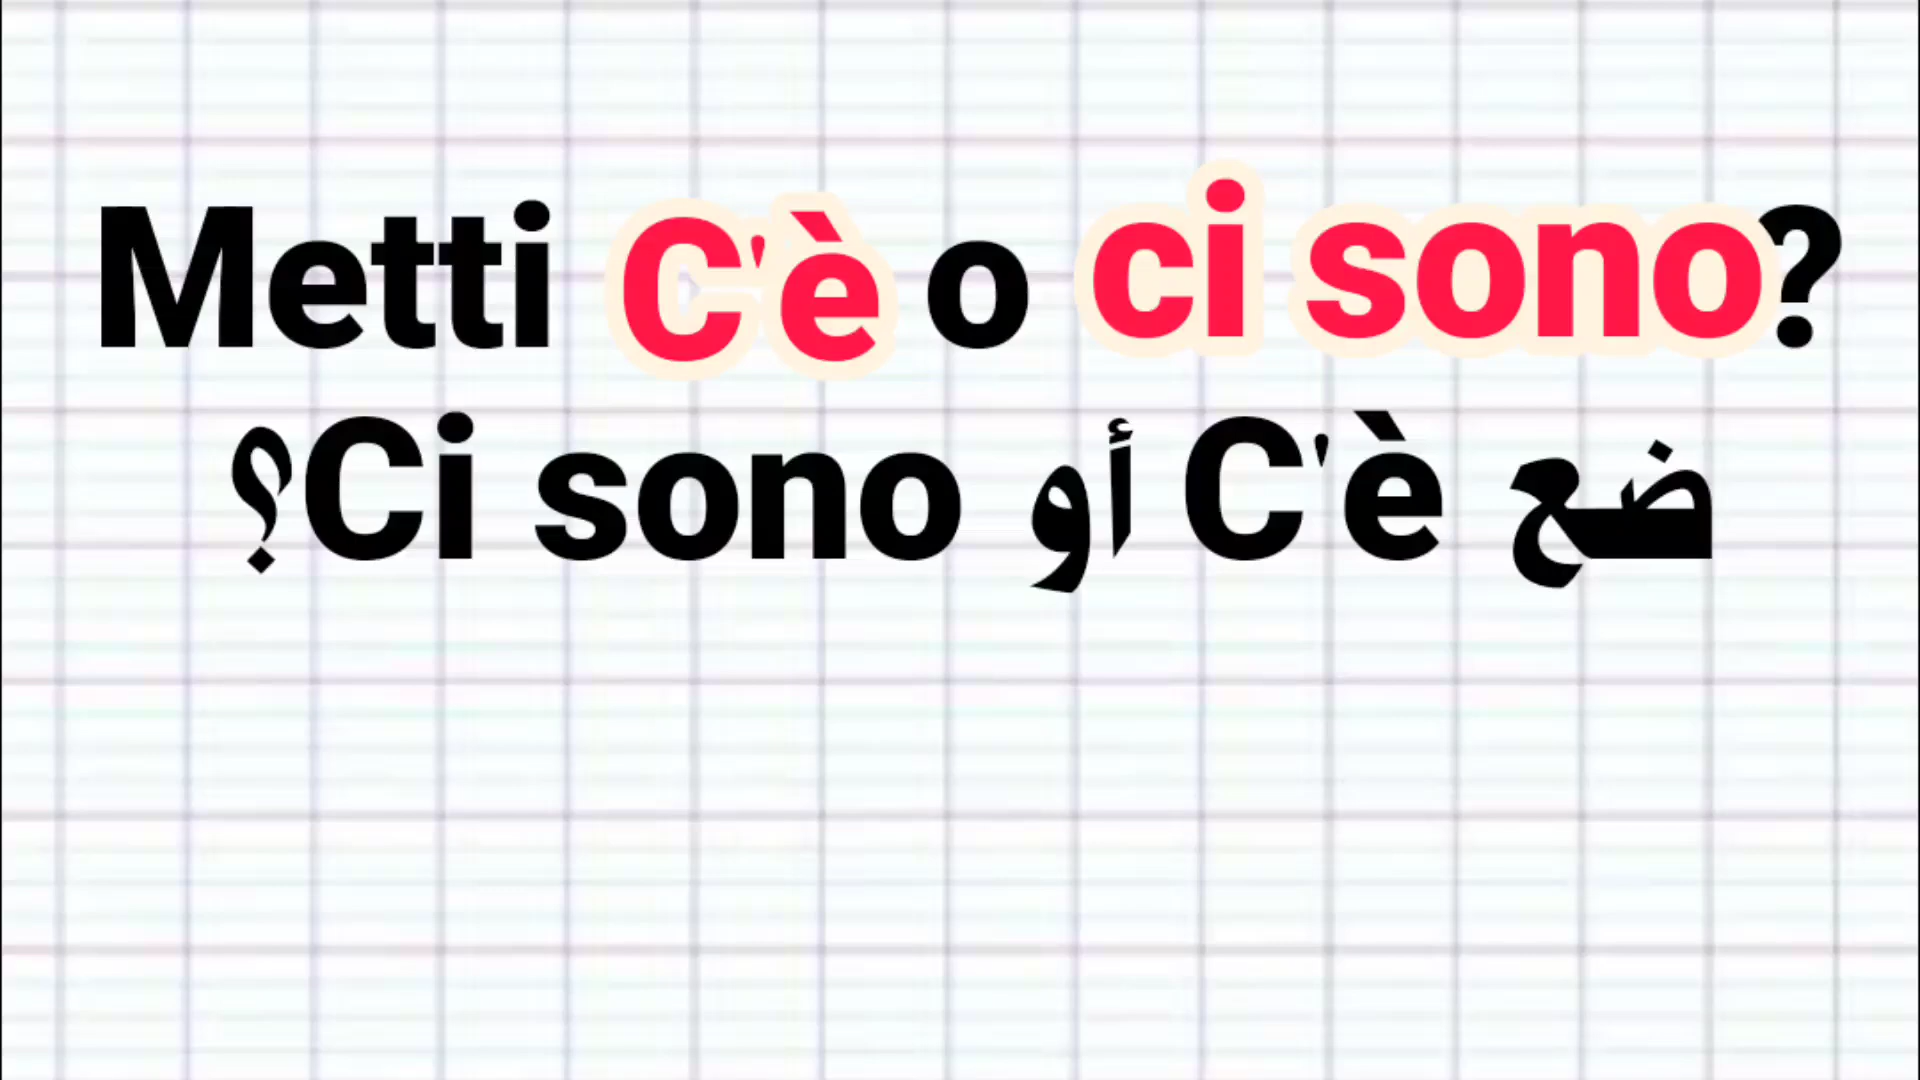 Metti C'è o ci sono?
ضع C'è أو Ci sono؟